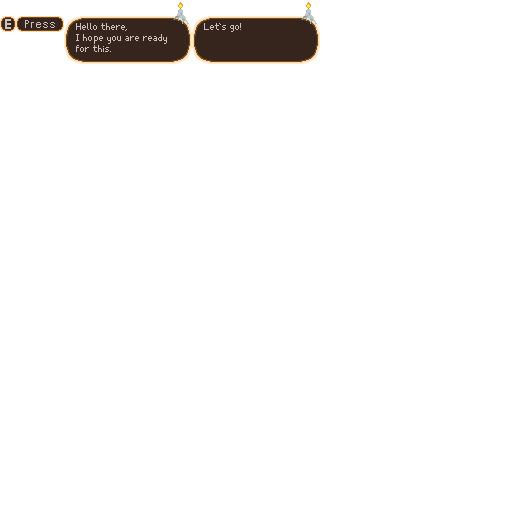 E Press
Hello there,
I hope you are ready
for this.
Let's go!